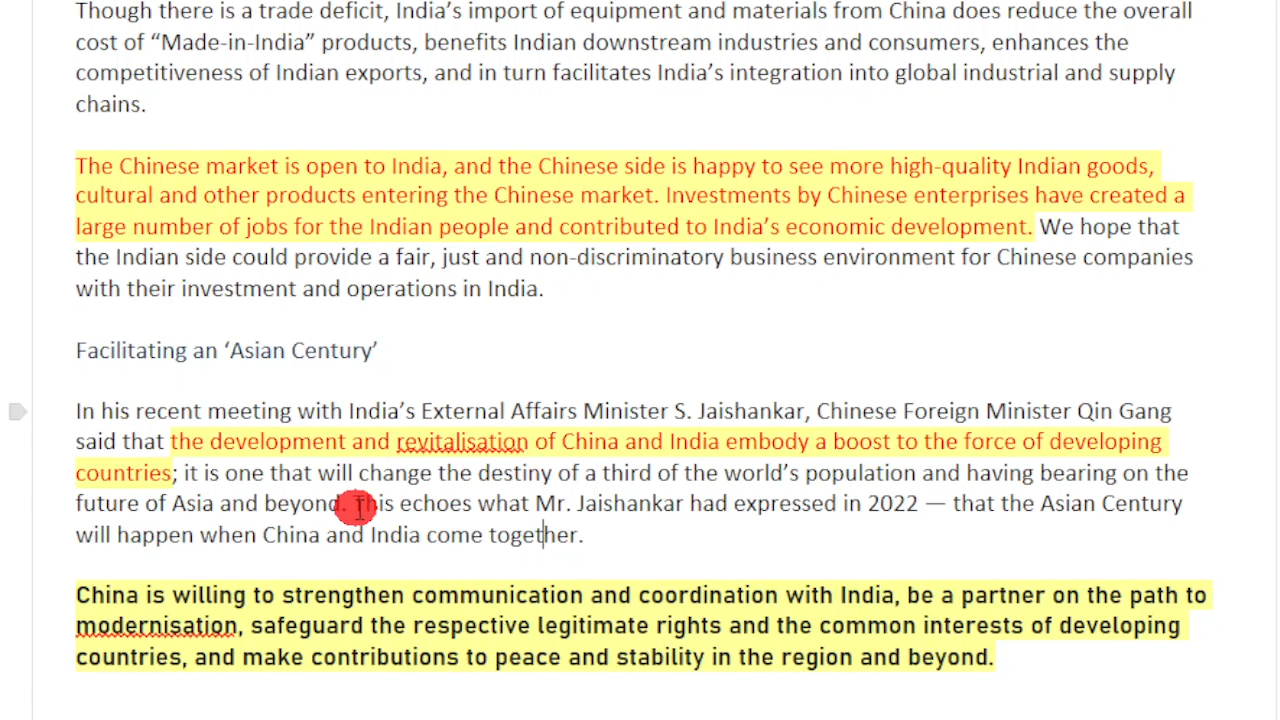 Though there is a trade deficit, India’s import of equipment and materials from China does reduce the overall
cost of “Made-in-India” products, benefits Indian downstream industries and consumers, enhances the
competitiveness of Indian exports, and in turn facilitates India’s integration into global industrial and supply
chains.
The Chinese market is open to India, and the Chinese side is happy to see more high-quality Indian goods,
cultural and other products entering the Chinese market. Investments by Chinese enterprises have created a
large number of jobs for the Indian people and contributed to India’s economic development. We hope that
the Indian side could provide a fair, just and non-discriminatory business environment for Chinese companies
with their investment and operations in India.
Facilitating an ‘Asian Century’
In his recent meeting with India’s External Affairs Minister S. Jaishankar, Chinese Foreign Minister Qin Gang
said that the development and revitalisation of China and India embody a boost to the force of developing
countries; it is one that will change the destiny of a third of the world’s population and having bearing on the
future of Asia and beyond. This echoes what Mr. Jaishankar had expressed in 2022 — that the Asian Century
will happen when China and India come together.
China is willing to strengthen communication and coordination with India, be a partner on the path to
modernisation, safeguard the respective legitimate rights and the common interests of developing
countries, and make contributions to peace and stability in the region and beyond.